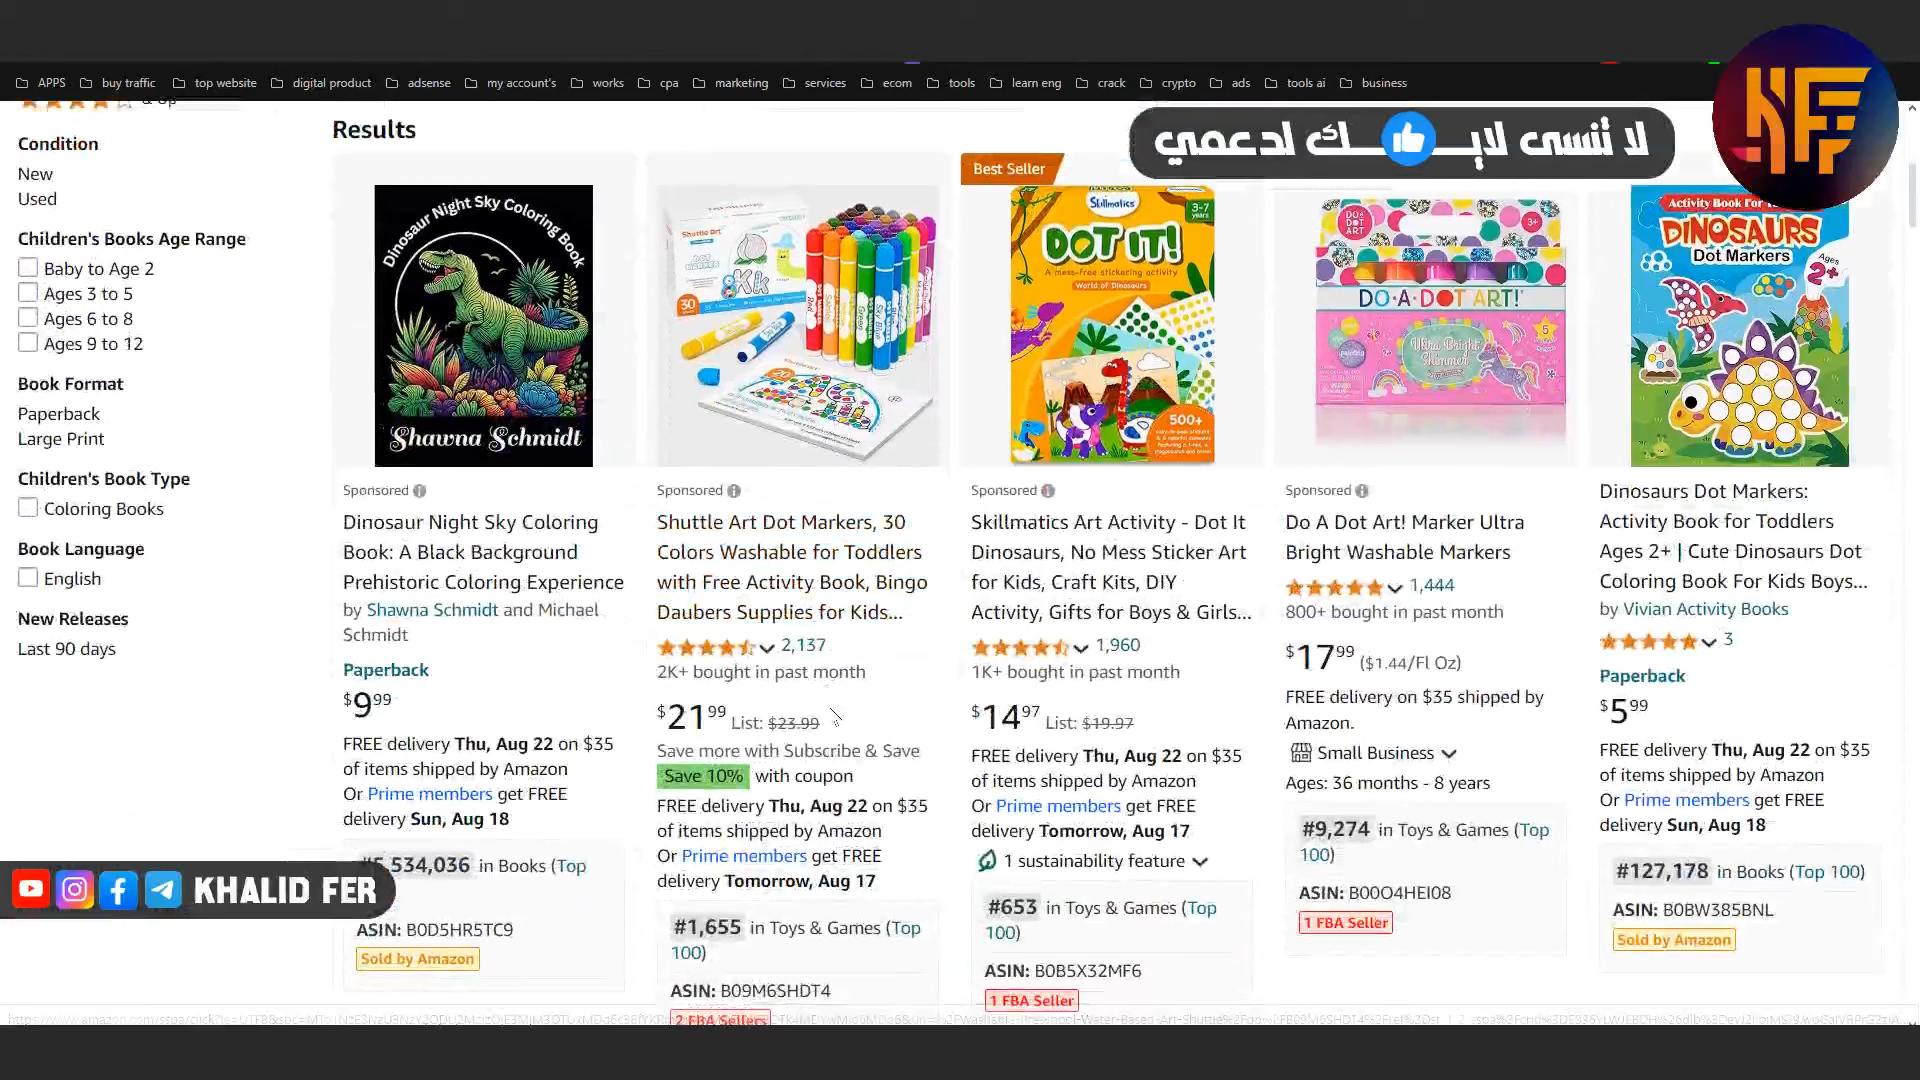 APPS buy traffic top website digital product adsense my account's works cpa marketing services ecom tools learn eng crack crypto ads tools ai business
& Up
لا تنسى لايـــك لدعمي
KF
Condition
New
Used
Children's Books Age Range
Baby to Age 2
Ages 3 to 5
Ages 6 to 8
Ages 9 to 12
Book Format
Paperback
Large Print
Children's Book Type
Coloring Books
Book Language
English
New Releases
Last 90 days
KHALID FER
Results
Dinosaur Night Sky Coloring Book
Shawna Schmidt
Sponsored
Dinosaur Night Sky Coloring
Book: A Black Background
Prehistoric Coloring Experience
by Shawna Schmidt and Michael
Schmidt
Paperback
$9.99
FREE delivery Thu, Aug 22 on $35
of items shipped by Amazon
Or Prime members get FREE
delivery Sun, Aug 18
5,534,036 in Books (Top
ASIN: B0D5HR5TC9
Sold by Amazon
Shuttle Art
DOT MARKER
Kk
30
20
Sponsored
Shuttle Art Dot Markers, 30
Colors Washable for Toddlers
with Free Activity Book, Bingo
Daubers Supplies for Kids...
2,137
2K+ bought in past month
$21.99 List: $23.99
Save more with Subscribe & Save
Save 10% with coupon
FREE delivery Thu, Aug 22 on $35
of items shipped by Amazon
Or Prime members get FREE
delivery Tomorrow, Aug 17
#1,655 in Toys & Games (Top
100)
ASIN: B09M6SHDT4
2 FBA Sellers
Best Seller
Skillmatics
3-7
years
DOT IT!
A mess-free stickering activity
World of Dinosaurs
500+
Sponsored
Skillmatics Art Activity - Dot It
Dinosaurs, No Mess Sticker Art
for Kids, Craft Kits, DIY
Activity, Gifts for Boys & Girls...
1,960
1K+ bought in past month
$14.97 List: $19.97
FREE delivery Thu, Aug 22 on $35
of items shipped by Amazon
Or Prime members get FREE
delivery Tomorrow, Aug 17
1 sustainability feature
#653 in Toys & Games (Top
100)
ASIN: B0B5X32MF6
1 FBA Seller
DO A DOT ART
3+
DO•A•DOT ART!
Ultra Bright
Shimmer
5
Sponsored
Do A Dot Art! Marker Ultra
Bright Washable Markers
1,444
800+ bought in past month
$17.99 ($1.44/Fl Oz)
FREE delivery on $35 shipped by
Amazon.
Small Business
Ages: 36 months - 8 years
#9,274 in Toys & Games (Top
100)
ASIN: B00O4HEI08
1 FBA Seller
Activity Book For
DINOSAURS
Dot Markers
Ages
2+
Dinosaurs Dot Markers:
Activity Book for Toddlers
Ages 2+ | Cute Dinosaurs Dot
Coloring Book For Kids Boys...
by Vivian Activity Books
3
Paperback
$5.99
FREE delivery Thu, Aug 22 on $35
of items shipped by Amazon
Or Prime members get FREE
delivery Sun, Aug 18
#127,178 in Books (Top 100)
ASIN: B0BW385BNL
Sold by Amazon